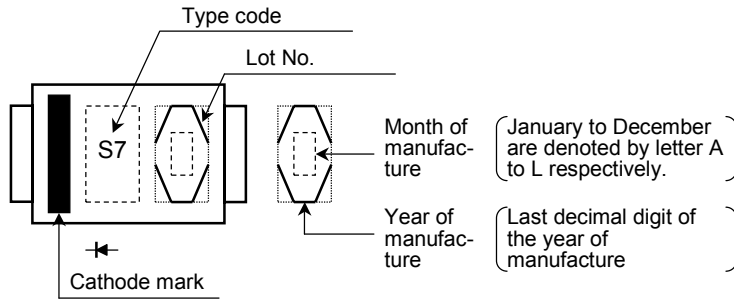 Type code
Lot No.
S7
Month of
manufac-
ture
January to December
are denoted by letter A
to L respectively.
Year of
manufac-
ture
Last decimal digit of
the year of
manufacture
Cathode mark